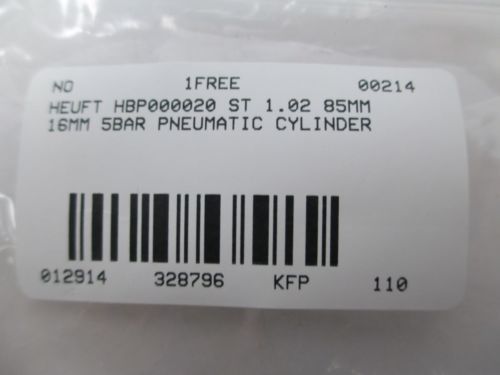 NO 1FREE 00214
HEUFT HBP000020 ST 1.02 85MM
16MM 5BAR PNEUMATIC CYLINDER
012914 328796 KFP 110